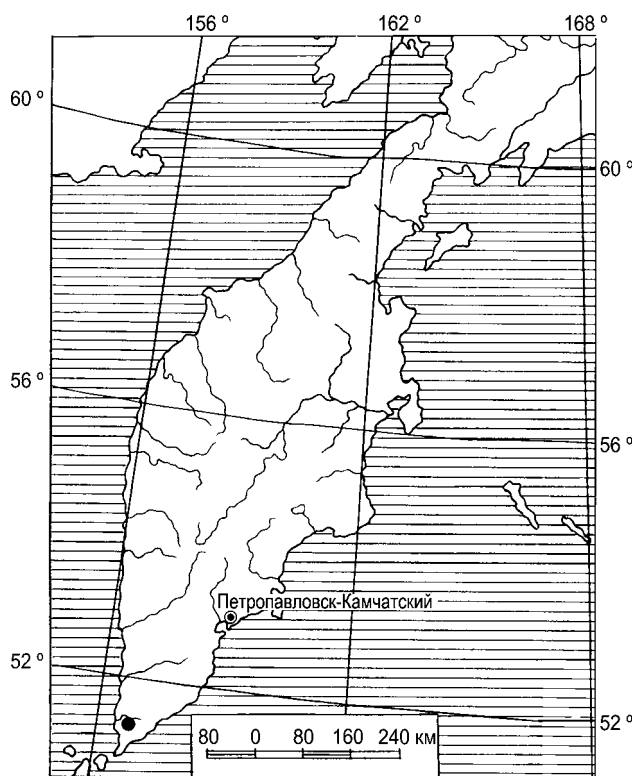 156 º 162 º 168 º
60 º
60 º
56 º
56 º
Петропавловск-Камчатский
52 º
52 º
80 0 80 160 240 км